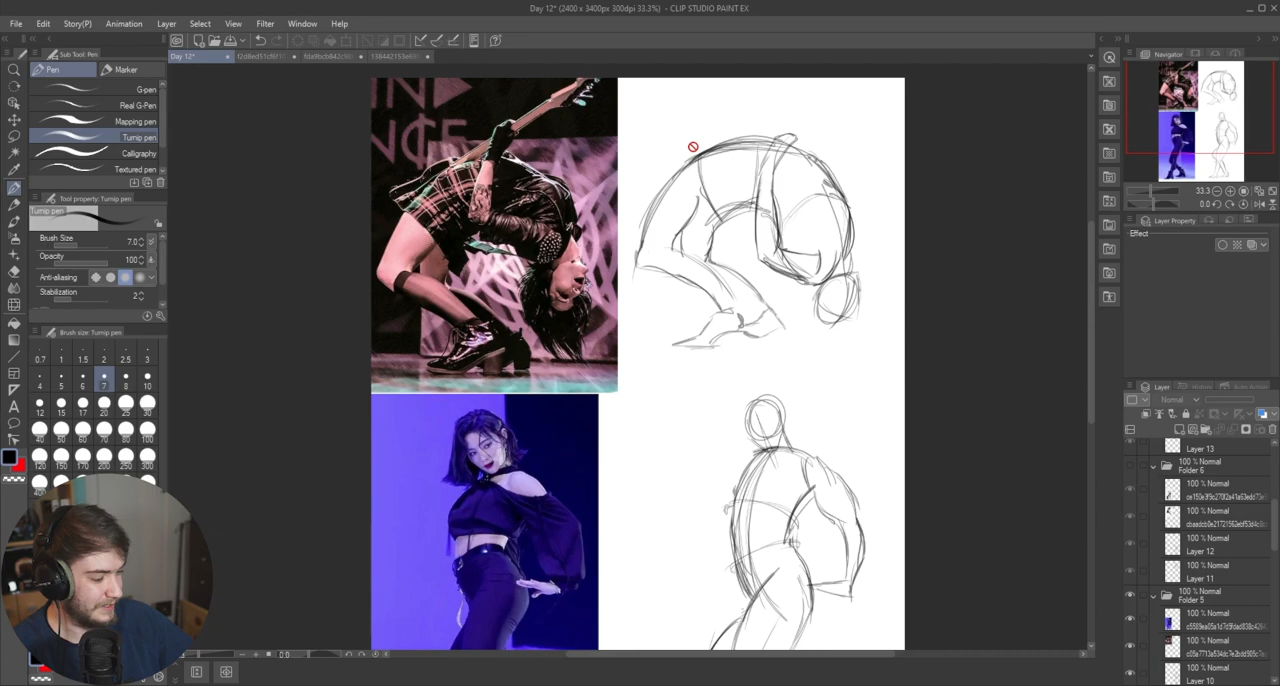 Day 12* (2400 x 3400px 300dpi 33.3%) - CLIP STUDIO PAINT EX
File Edit Story(P) Animation Layer Select View Filter Window Help
Sub Tool: Pen
Pen Marker
G-pen
Real G-Pen
Mapping pen
Turnip pen
Calligraphy
Textured pen
Tool property: Turnip pen
Turnip pen
Brush Size 7.0
Opacity 100
Anti-aliasing
Stabilization 2
Brush size: Turnip pen
0.7 1 1.5 2 2.5 3
4 5 6 7 8 10
12 15 17 20 25 30
40 50 60 70 80 100
120 150 170 200 250 300
Day 12*
Navigator
33.3
0.0
Layer Property
Effect
Layer
Normal
Layer 13
100 % Normal
Folder 6
100 % Normal
100 % Normal
100 % Normal
Layer 12
100 % Normal
Layer 11
100 % Normal
Folder 5
100 % Normal
100 % Normal
100 % Normal
Layer 10